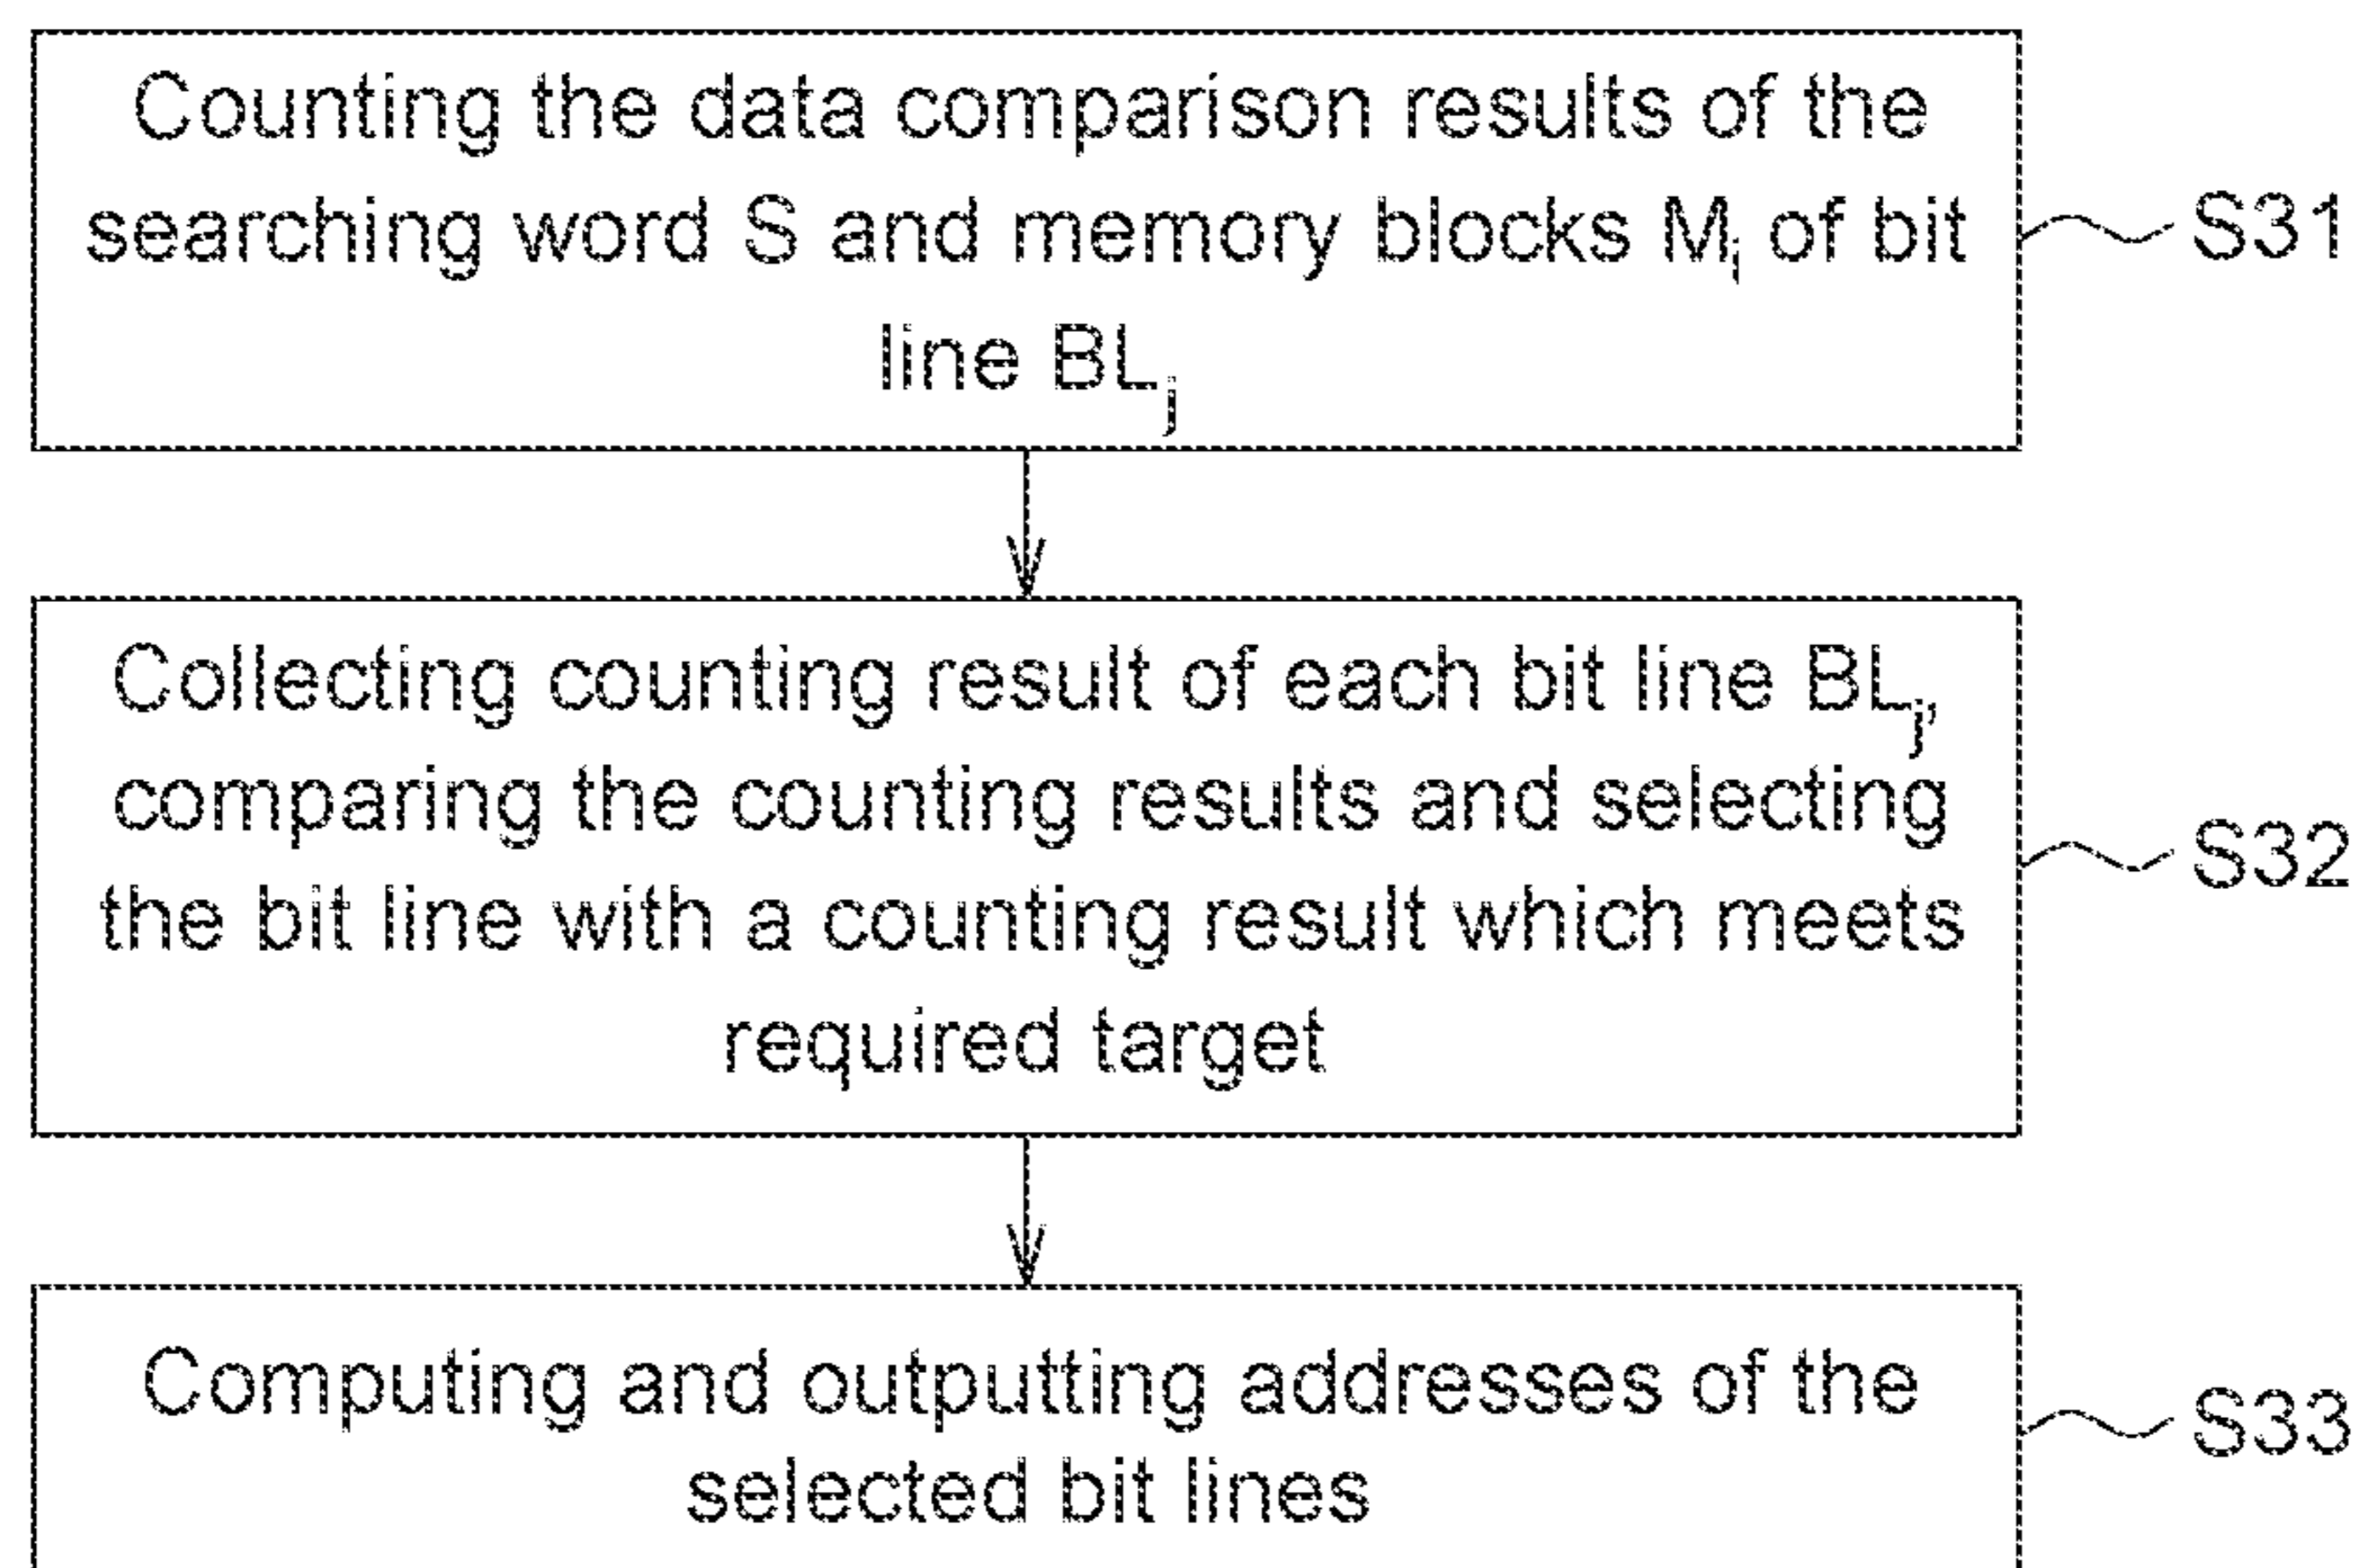 Counting the data comparison results of the
searching word S and memory blocks Mᵢ of bit
line BLⱼ
S31
Collecting counting result of each bit line BLⱼ,
comparing the counting results and selecting
the bit line with a counting result which meets
required target
S32
Computing and outputting addresses of the
selected bit lines
S33